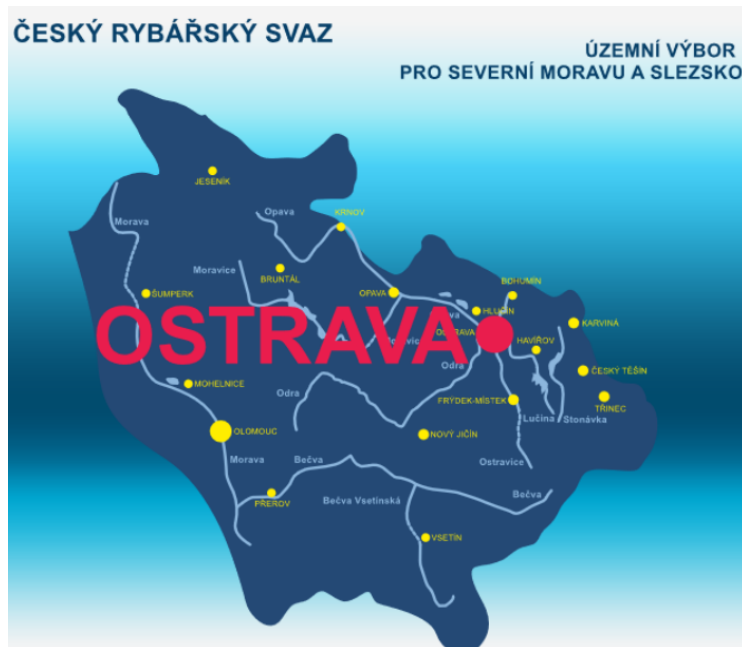 ČESKÝ RYBÁŘSKÝ SVAZ
ÚZEMNÍ VÝBOR
PRO SEVERNÍ MORAVU A SLEZSKO
JESENÍK
Morava
Opava
KRNOV
Moravice
BRUNTÁL
BOHUMÍN
ŠUMPERK
OPAVA
HLUČÍN
KARVINÁ
OSTRAVA
OSTRAVA
HAVÍŘOV
Odra
ČESKÝ TĚŠÍN
MOHELNICE
Odra
FRÝDEK-MÍSTEK
TŘINEC
Lučina
Stonávka
OLOMOUC
NOVÝ JIČÍN
Morava
Bečva
Ostravice
PŘEROV
Bečva Vsetínská
Bečva
VSETÍN